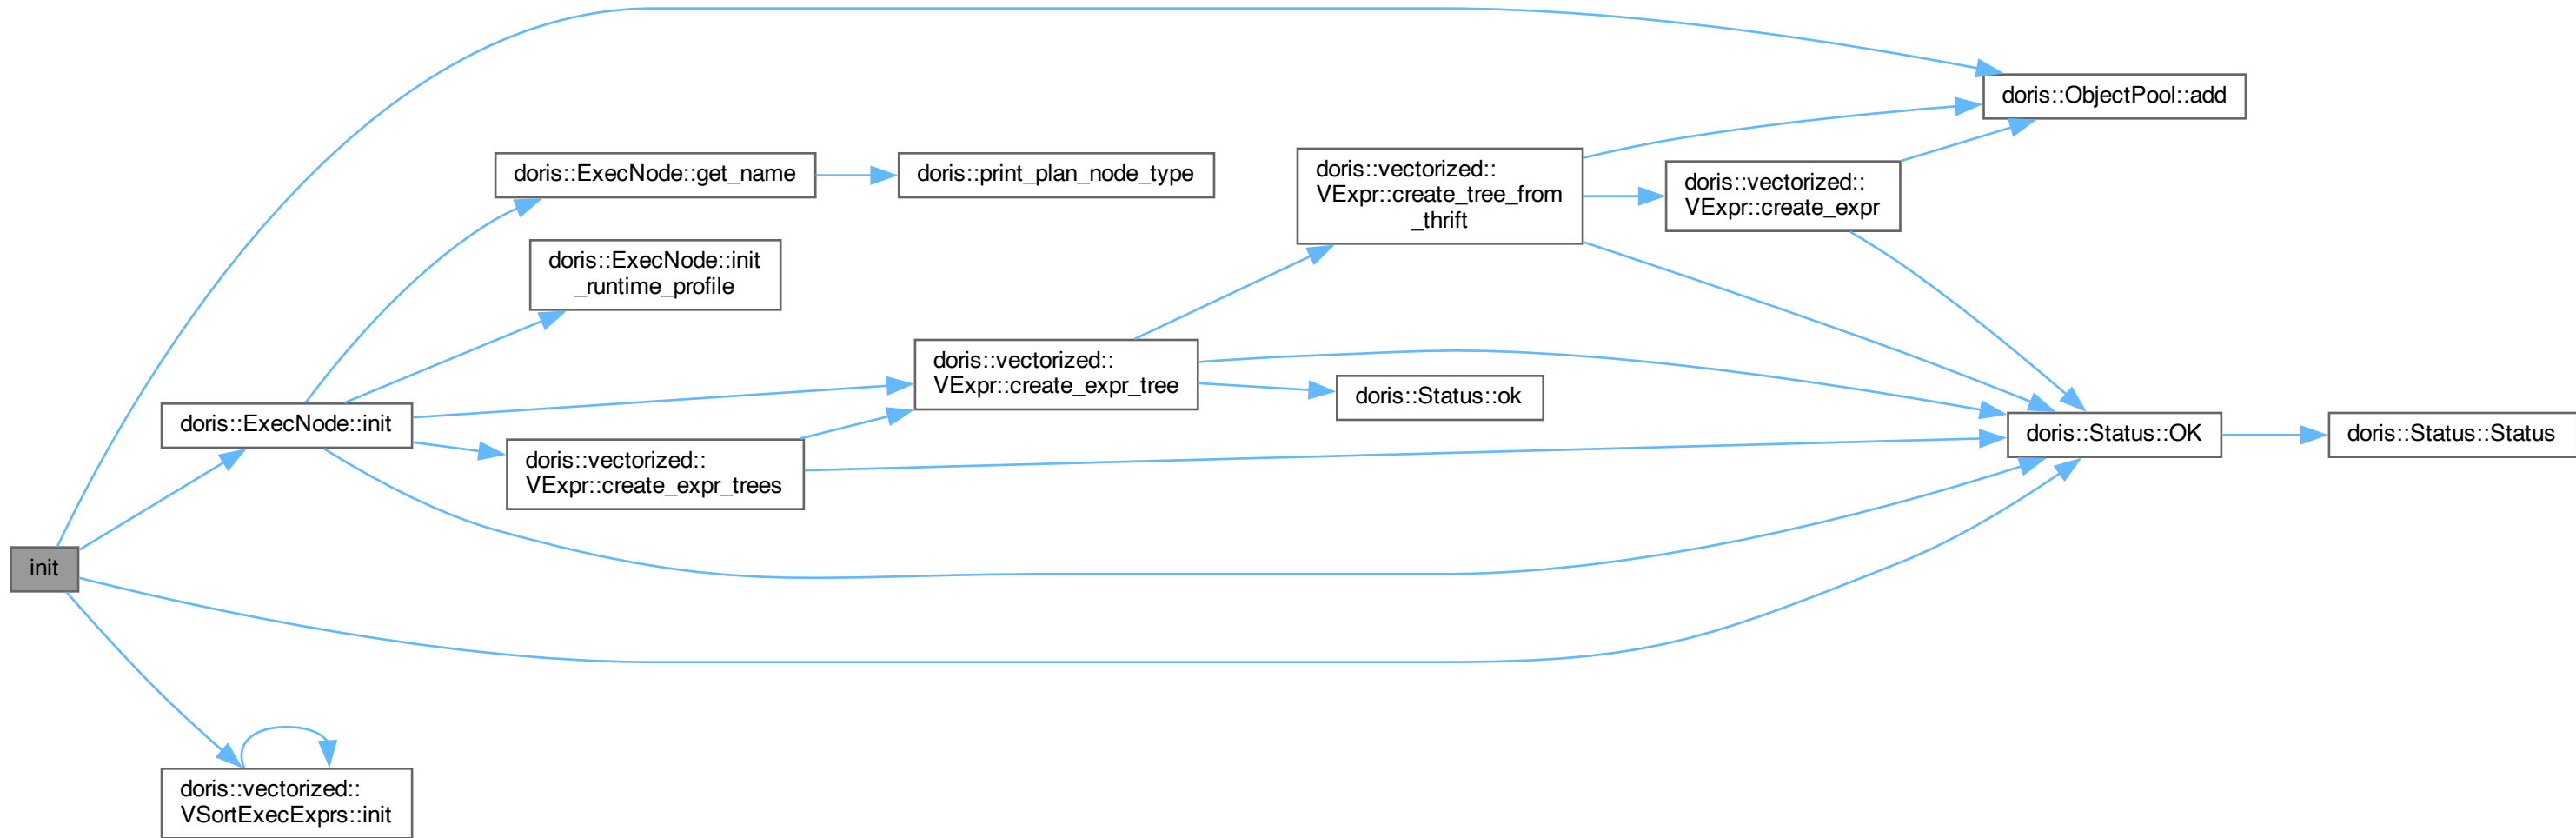 doris::ObjectPool::add
doris::ExecNode::get_name
doris::print_plan_node_type
doris::vectorized::
VExpr::create_tree_from
_thrift
doris::vectorized::
VExpr::create_expr
doris::ExecNode::init
_runtime_profile
doris::vectorized::
VExpr::create_expr_tree
doris::Status::ok
doris::ExecNode::init
doris::Status::OK
doris::Status::Status
doris::vectorized::
VExpr::create_expr_trees
init
doris::vectorized::
VSortExecExprs::init